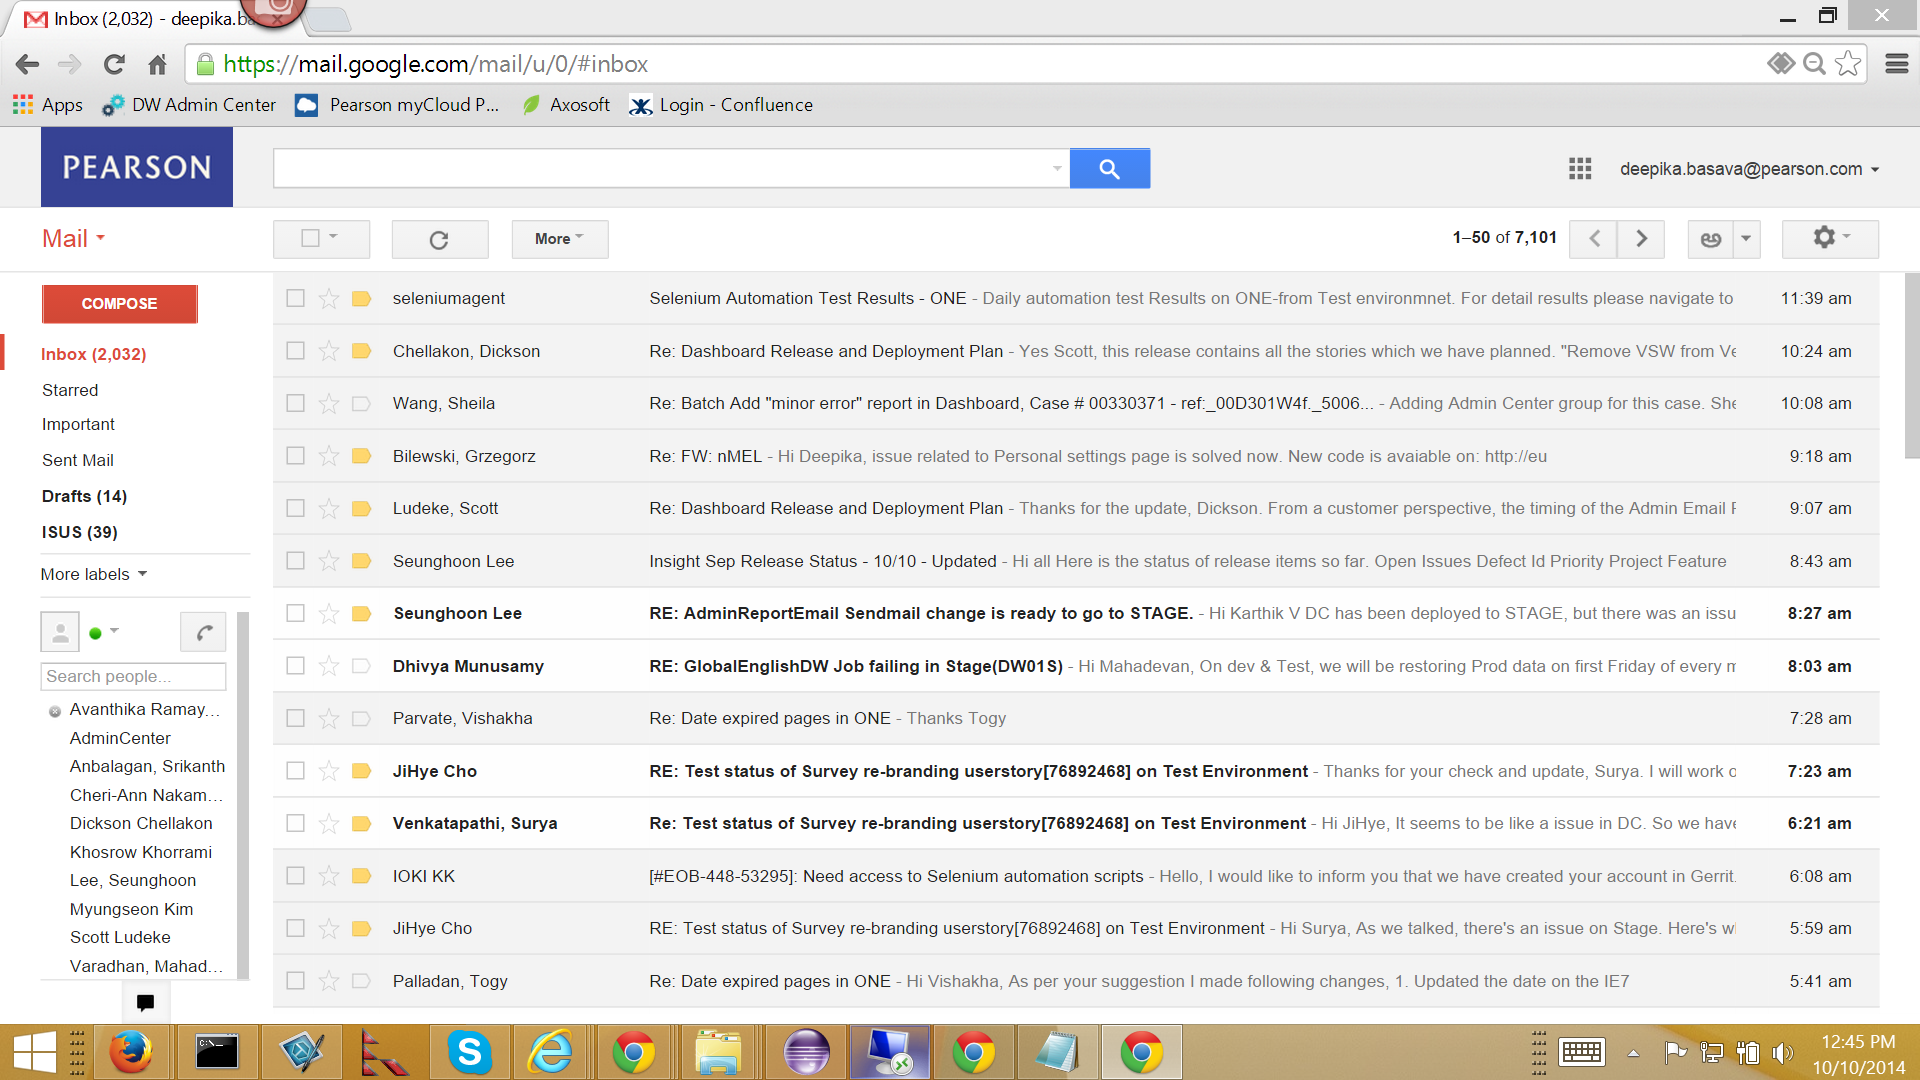 Inbox (2,032) - deepika.ba
https://mail.google.com/mail/u/0/#inbox
Apps DW Admin Center Pearson myCloud P... Axosoft Login - Confluence
PEARSON
deepika.basava@pearson.com
Mail
More
1–50 of 7,101
COMPOSE
Inbox (2,032)
Starred
Important
Sent Mail
Drafts (14)
ISUS (39)
More labels
Search people...
Avanthika Ramay...
AdminCenter
Anbalagan, Srikanth
Cheri-Ann Nakam...
Dickson Chellakon
Khosrow Khorrami
Lee, Seunghoon
Myungseon Kim
Scott Ludeke
Varadhan, Mahad...
seleniumagent Selenium Automation Test Results - ONE - Daily automation test Results on ONE-from Test environmnet. For detail results please navigate to 11:39 am
Chellakon, Dickson Re: Dashboard Release and Deployment Plan - Yes Scott, this release contains all the stories which we have planned. "Remove VSW from Ve 10:24 am
Wang, Sheila Re: Batch Add "minor error" report in Dashboard, Case # 00330371 - ref:_00D301W4f._5006... - Adding Admin Center group for this case. She 10:08 am
Bilewski, Grzegorz Re: FW: nMEL - Hi Deepika, issue related to Personal settings page is solved now. New code is avaiable on: http://eu 9:18 am
Ludeke, Scott Re: Dashboard Release and Deployment Plan - Thanks for the update, Dickson. From a customer perspective, the timing of the Admin Email 9:07 am
Seunghoon Lee Insight Sep Release Status - 10/10 - Updated - Hi all Here is the status of release items so far. Open Issues Defect Id Priority Project Feature 8:43 am
Seunghoon Lee RE: AdminReportEmail Sendmail change is ready to go to STAGE. - Hi Karthik V DC has been deployed to STAGE, but there was an issu 8:27 am
Dhivya Munusamy RE: GlobalEnglishDW Job failing in Stage(DW01S) - Hi Mahadevan, On dev & Test, we will be restoring Prod data on first Friday of every m 8:03 am
Parvate, Vishakha Re: Date expired pages in ONE - Thanks Togy 7:28 am
JiHye Cho RE: Test status of Survey re-branding userstory[76892468] on Test Environment - Thanks for your check and update, Surya. I will work o 7:23 am
Venkatapathi, Surya Re: Test status of Survey re-branding userstory[76892468] on Test Environment - Hi JiHye, It seems to be like a issue in DC. So we have 6:21 am
IOKI KK [#EOB-448-53295]: Need access to Selenium automation scripts - Hello, I would like to inform you that we have created your account in Gerrit. 6:08 am
JiHye Cho RE: Test status of Survey re-branding userstory[76892468] on Test Environment - Hi Surya, As we talked, there's an issue on Stage. Here's wi 5:59 am
Palladan, Togy Re: Date expired pages in ONE - Hi Vishakha, As per your suggestion I made following changes, 1. Updated the date on the IE7 5:41 am
12:45 PM
10/10/2014